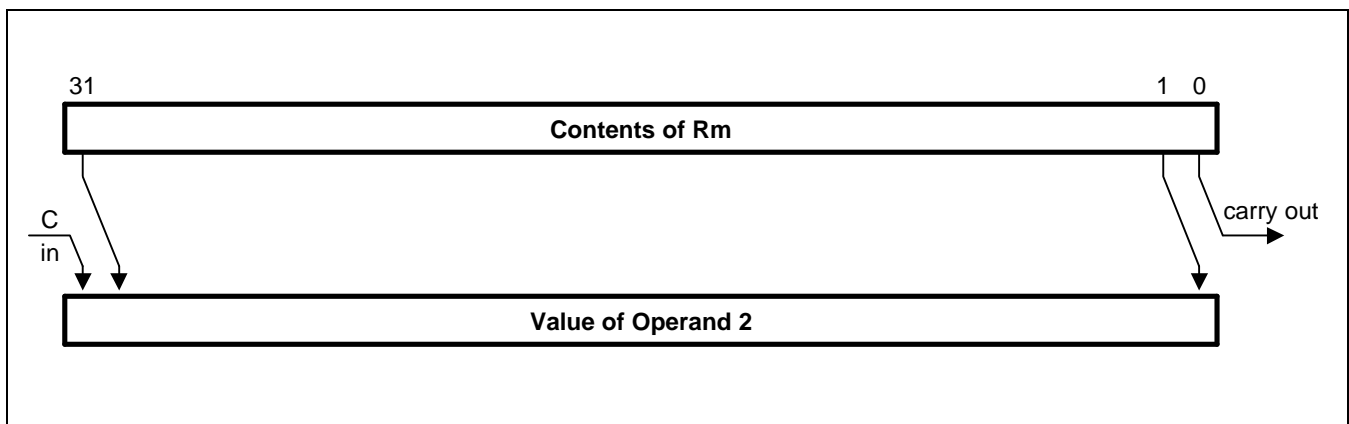 31 1 0
Contents of Rm
C
in
carry out
Value of Operand 2